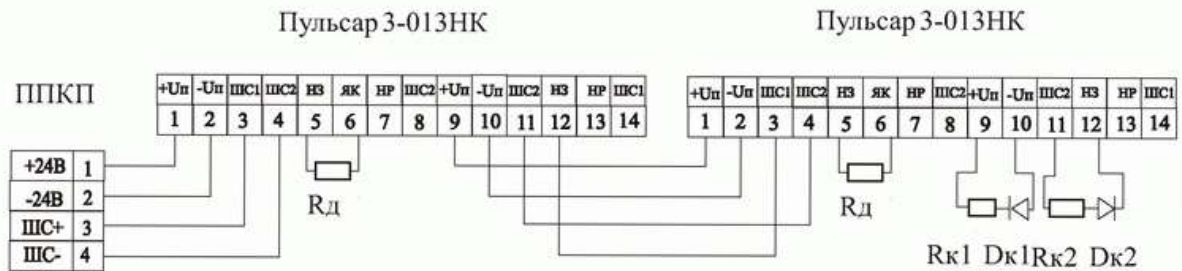 Пульсар 3-013НК Пульсар 3-013НК
ППКП
+Uп -Uп ШС1 ШС2 НЗ ЯК НР ШС2 +Uп -Uп ШС2 НЗ НР ШС1
1 2 3 4 5 6 7 8 9 10 11 12 13 14
+Uп -Uп ШС1 ШС2 НЗ ЯК НР ШС2 +Uп -Uп ШС2 НЗ НР ШС1
1 2 3 4 5 6 7 8 9 10 11 12 13 14
+24В 1
-24В 2
ШС+ 3
ШС- 4
Rд
Rд
Rк1 Dк1 Rк2 Dк2